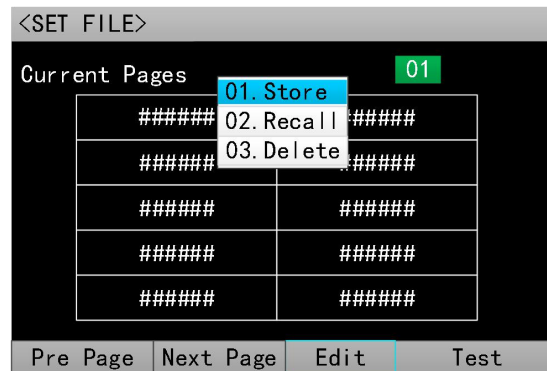 <SET FILE>
Current Pages 01
01.Store
02.Recall
03.Delete
###### #####
###### #####
###### ######
###### ######
###### ######
Pre Page Next Page Edit Test